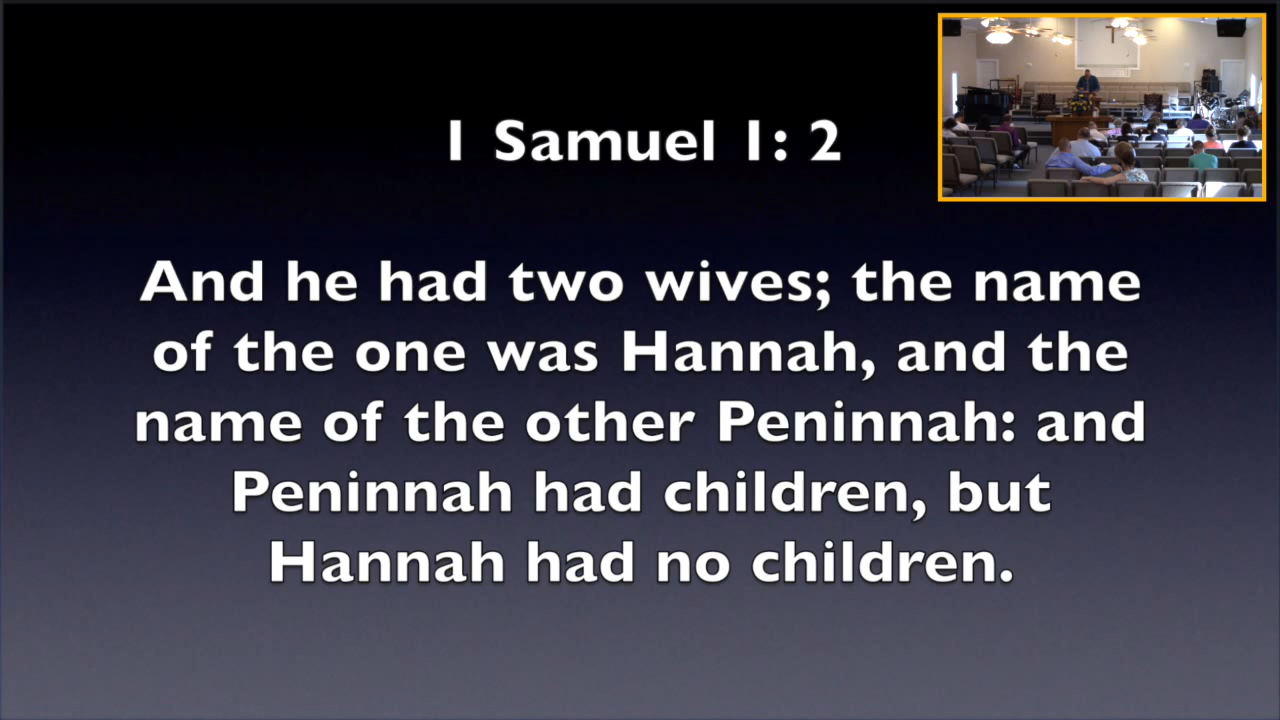 1 Samuel 1: 2
And he had two wives; the name
of the one was Hannah, and the
name of the other Peninnah: and
Peninnah had children, but
Hannah had no children.